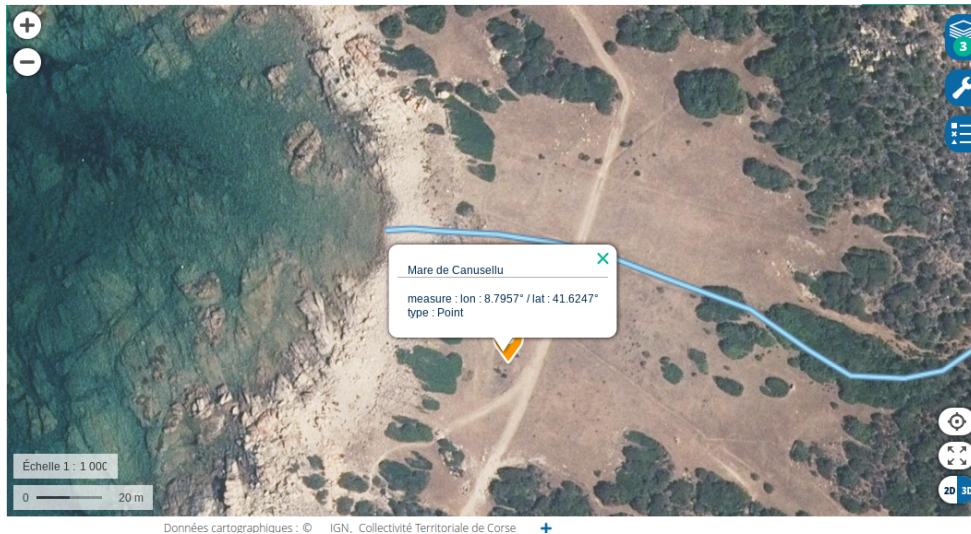 3
Mare de Canusellu
measure : lon : 8.7957° / lat : 41.6247°
type : Point
Échelle 1 : 1 000
0 20 m
2D 3D
Données cartographiques : © IGN, Collectivité Territoriale de Corse